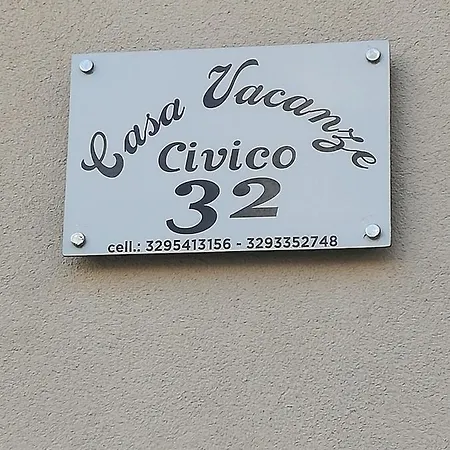 Casa Vacanze
Civico
32
cell.: 3295413156 - 3293352748